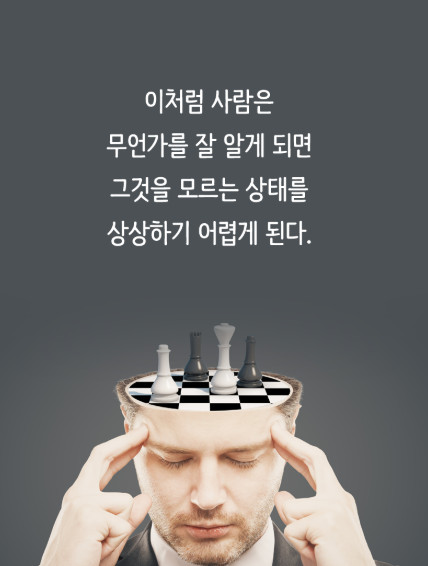 이처럼 사람은
무언가를 잘 알게 되면
그것을 모르는 상태를
상상하기 어렵게 된다.